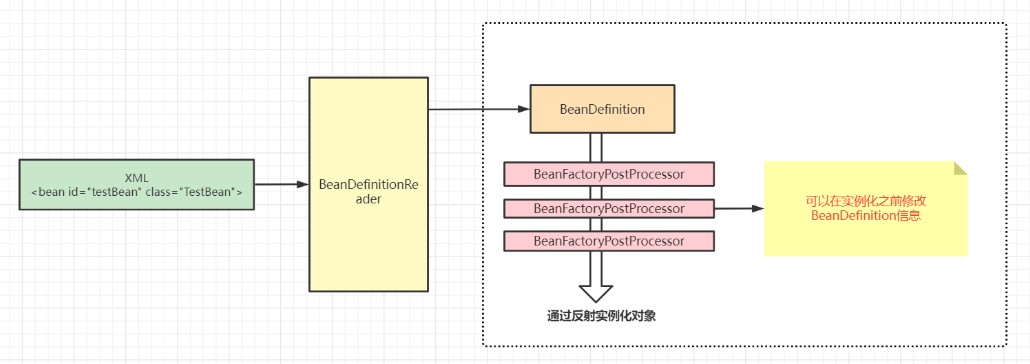 XML
<bean id="testBean" class="TestBean">
BeanDefinitionRe
ader
BeanDefinition
BeanFactoryPostProcessor
BeanFactoryPostProcessor
BeanFactoryPostProcessor
可以在实例化之前修改
BeanDefinition信息
通过反射实例化对象